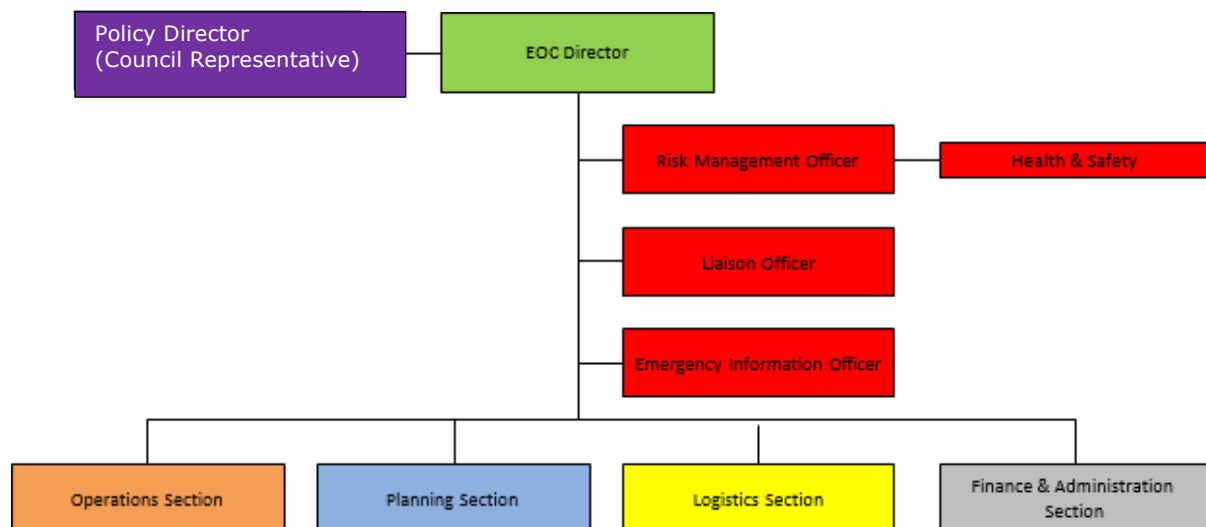 Policy Director
(Council Representative)
EOC Director
Risk Management Officer
Health & Safety
Liaison Officer
Emergency Information Officer
Operations Section
Planning Section
Logistics Section
Finance & Administration
Section